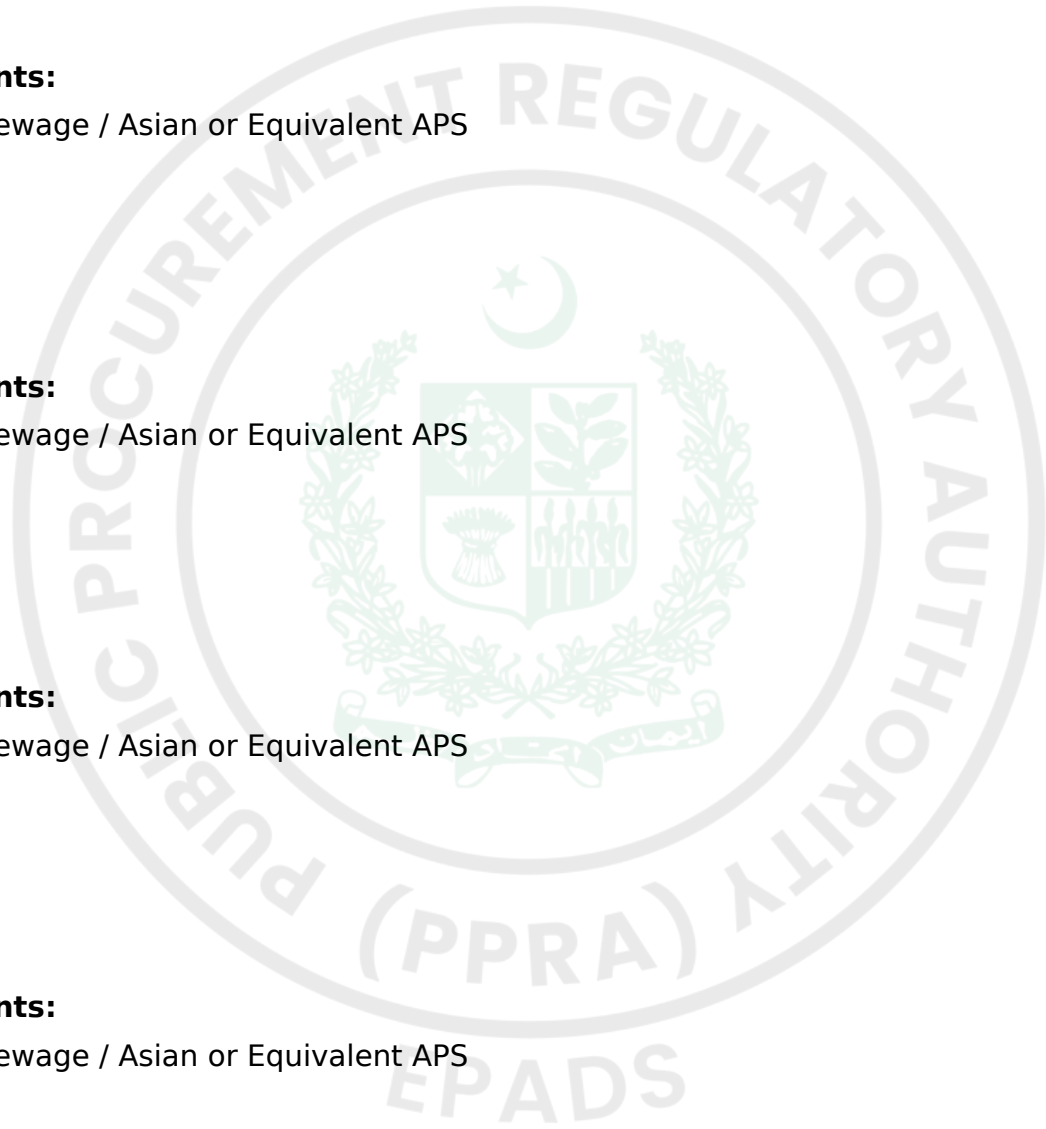 nts:
ewage / Asian or Equivalent APS
nts:
ewage / Asian or Equivalent APS
nts:
ewage / Asian or Equivalent APS
nts:
ewage / Asian or Equivalent APS
PUBLIC PROCUREMENT REGULATORY AUTHORITY
(PPRA)
EPADS